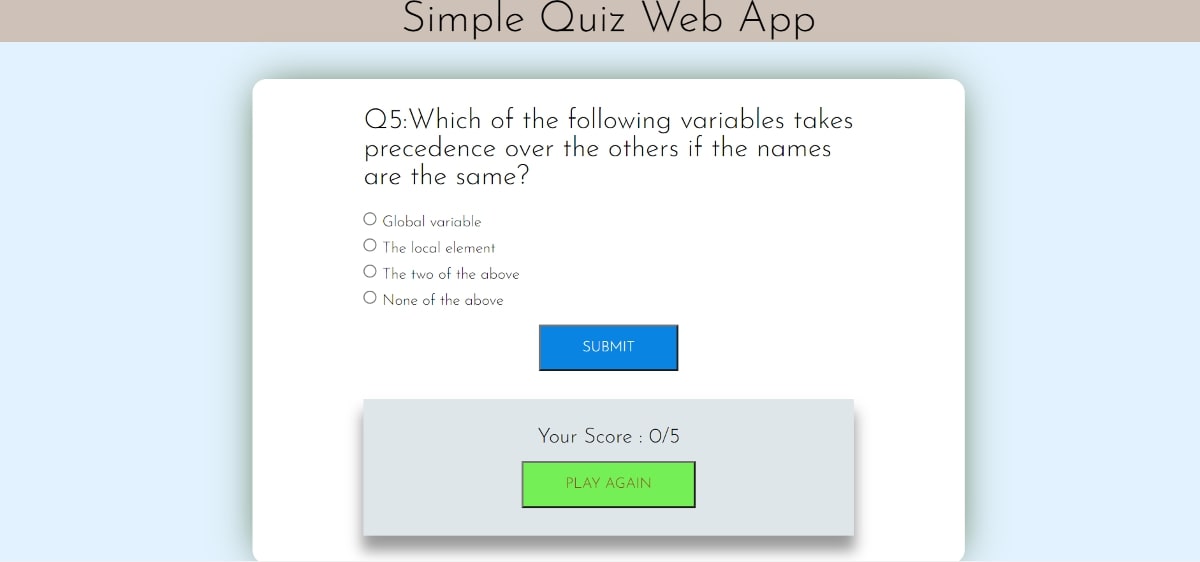 Simple Quiz Web App
Q5:Which of the following variables takes
precedence over the others if the names
are the same?
Global variable
The local element
The two of the above
None of the above
SUBMIT
Your Score : 0/5
PLAY AGAIN